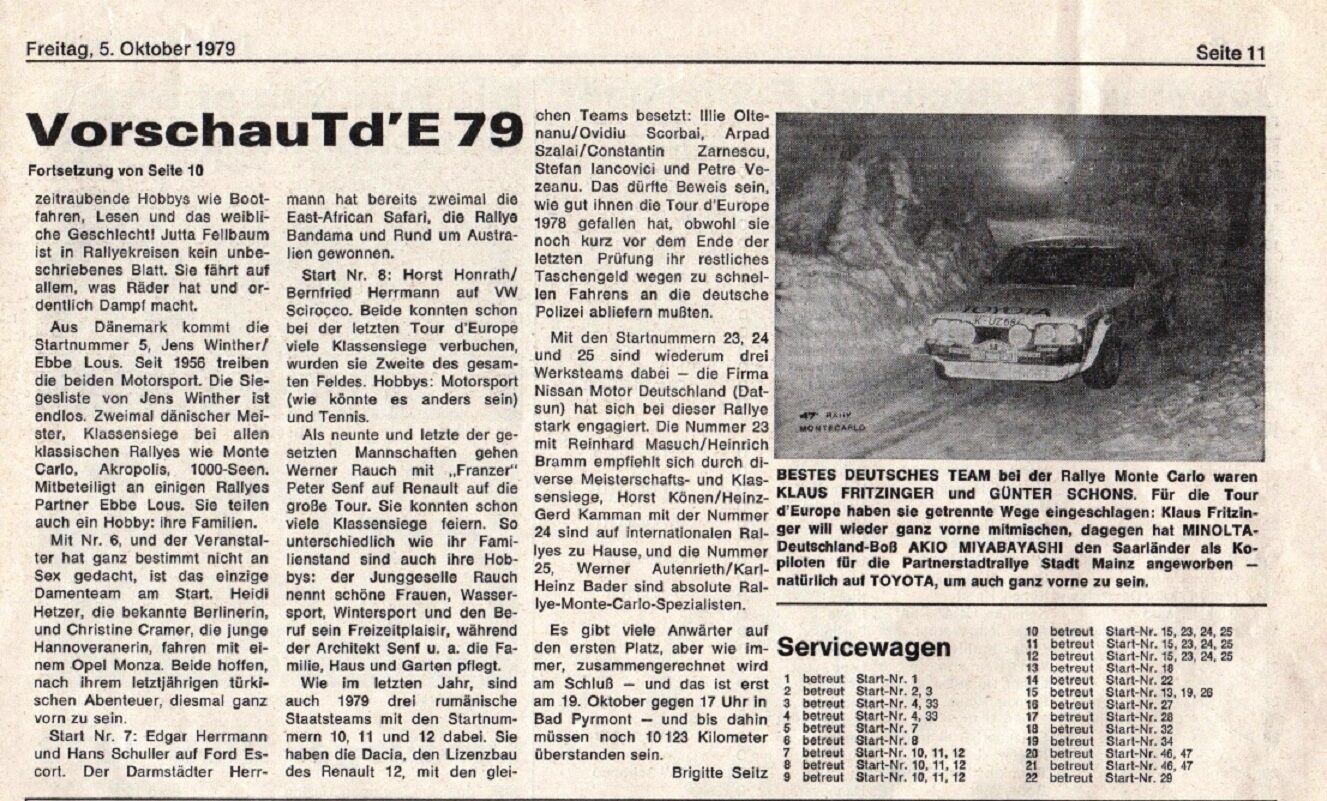 Freitag, 5. Oktober 1979
Seite 11
VorschauTd'E 79
Fortsetzung von Seite 10
zeitraubende Hobbys wie Boot-
fahren, Lesen und das weibli-
che Geschlecht! Jutta Fellbaum
ist in Rallyekreisen kein unbe-
schriebenes Blatt. Sie fährt auf
allem, was Räder hat und or-
dentlich Dampf macht.
Aus Dänemark kommt die
Startnummer 5, Jens Winther/
Ebbe Lous. Seit 1956 treiben
die beiden Motorsport. Die Sie-
gesliste von Jens Winther ist
endlos. Zweimal dänischer Mei-
ster, Klassensiege bei allen
klassischen Rallyes wie Monte
Carlo, Akropolis, 1000-Seen.
Mitbeteiligt an einigen Rallyes
Partner Ebbe Lous. Sie teilen
auch ein Hobby: ihre Familien.
Mit Nr. 6, und der Veranstal-
ter hat ganz bestimmt nicht an
Sex gedacht, ist das einzige
Damenteam am Start. Heidi
Hetzer, die bekannte Berlinerin,
und Christine Cramer, die junge
Hannoveranerin, fahren mit ei-
nem Opel Monza. Beide hoffen,
nach ihrem letztjährigen türki-
schen Abenteuer, diesmal ganz
vorn zu sein.
Start Nr. 7: Edgar Herrmann
und Hans Schuller auf Ford Es-
cort. Der Darmstädter Herr-
mann hat bereits zweimal die
East-African Safari, die Rallye
Bandama und Rund um Austra-
lien gewonnen.
Start Nr. 8: Horst Honrath/
Bernfried Herrmann auf VW
Scirocco. Beide konnten schon
bei der letzten Tour d'Europe
viele Klassensiege verbuchen,
wurden sie Zweite des gesam-
ten Feldes. Hobbys: Motorsport
(wie könnte es anders sein)
und Tennis.
Als neunte und letzte der ge-
setzten Mannschaften gehen
Werner Rauch mit „Franzer"
Peter Senf auf Renault auf die
große Tour. Sie konnten schon
viele Klassensiege feiern. So
unterschiedlich wie ihr Fami-
lienstand sind auch ihre Hob-
bys: der Junggeselle Rauch
nennt schöne Frauen, Wasser-
sport, Wintersport und den Be-
ruf sein Freizeitplaisir, während
der Architekt Senf u. a. die Fa-
milie, Haus und Garten pflegt.
Wie im letzten Jahr, sind
auch 1979 drei rumänische
Staatsteams mit den Startnum-
mern 10, 11 und 12 dabei. Sie
haben die Dacia, den Lizenzbau
des Renault 12, mit den glei-
chen Teams besetzt: Illie Olte-
nanu/Ovidiu Scorbai, Arpad
Szalai/Constantin Zarnescu,
Stefan Iancovici und Petre Ve-
zeanu. Das dürfte Beweis sein,
wie gut ihnen die Tour d'Europe
1978 gefallen hat, obwohl sie
noch kurz vor dem Ende der
letzten Prüfung ihr restliches
Taschengeld wegen zu schnel-
len Fahrens an die deutsche
Polizei abliefern mußten.
Mit den Startnummern 23, 24
und 25 sind wiederum drei
Werksteams dabei — die Firma
Nissan Motor Deutschland (Dat-
sun) hat sich bei dieser Rallye
stark engagiert. Die Nummer 23
mit Reinhard Masuch/Heinrich
Bramm empfiehlt sich durch di-
verse Meisterschafts- und Klas-
sensiege, Horst Könen/Heinz-
Gerd Kamman mit der Nummer
24 sind auf internationalen Ral-
lyes zu Hause, und die Nummer
25, Werner Autenrieth/Karl-
Heinz Bader sind absolute Ral-
lye-Monte-Carlo-Spezialisten.
Es gibt viele Anwärter auf
den ersten Platz, aber wie im-
mer, zusammengerechnet wird
am Schluß — und das ist erst
am 19. Oktober gegen 17 Uhr in
Bad Pyrmont — und bis dahin
müssen noch 10 123 Kilometer
überstanden sein.
Brigitte Seitz
TOYOTA
47e RALLY
MONTECARLO
BESTES DEUTSCHES TEAM bei der Rallye Monte Carlo waren
KLAUS FRITZINGER und GÜNTER SCHONS. Für die Tour
d'Europe haben sie getrennte Wege eingeschlagen: Klaus Fritzin-
ger will wieder ganz vorne mitmischen, dagegen hat MINOLTA-
Deutschland-Boß AKIO MIYABAYASHI den Saarländer als Ko-
piloten für die Partnerstadtrallye Stadt Mainz angeworben —
natürlich auf TOYOTA, um auch ganz vorne zu sein.
Servicewagen
1 betreut Start-Nr. 1
2 betreut Start-Nr. 2, 3
3 betreut Start-Nr. 4, 33
4 betreut Start-Nr. 4, 33
5 betreut Start-Nr. 7
6 betreut Start-Nr. 8
7 betreut Start-Nr. 10, 11, 12
8 betreut Start-Nr. 10, 11, 12
9 betreut Start-Nr. 10, 11, 12
10 betreut Start-Nr. 15, 23, 24, 25
11 betreut Start-Nr. 15, 23, 24, 25
12 betreut Start-Nr. 15, 23, 24, 25
13 betreut Start-Nr. 18
14 betreut Start-Nr. 22
15 betreut Start-Nr. 13, 19, 26
16 betreut Start-Nr. 27
17 betreut Start-Nr. 28
18 betreut Start-Nr. 32
19 betreut Start-Nr. 34
20 betreut Start-Nr. 46, 47
21 betreut Start-Nr. 46, 47
22 betreut Start-Nr. 29